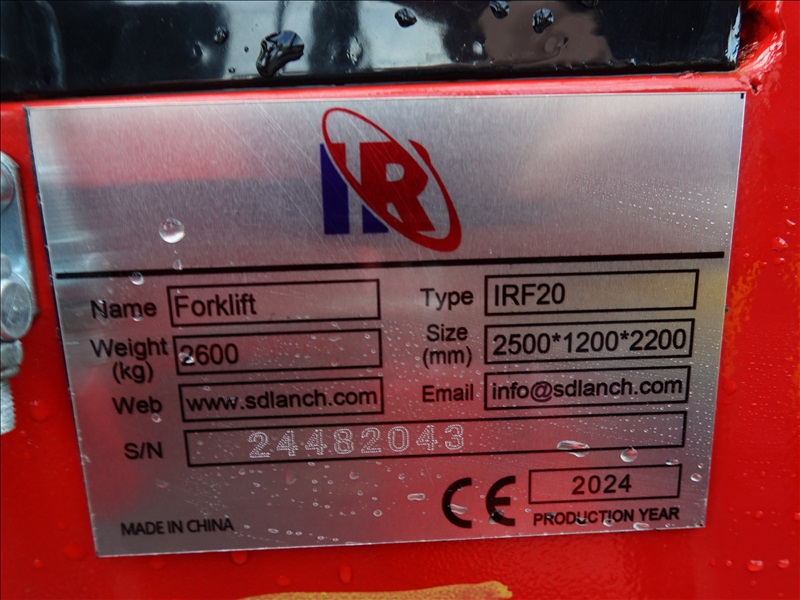 IR
Name Forklift Type IRF20
Weight (kg) 2600 Size (mm) 2500*1200*2200
Web www.sdlanch.com Email info@sdlanch.com
S/N 24482043
CE 2024
MADE IN CHINA PRODUCTION YEAR